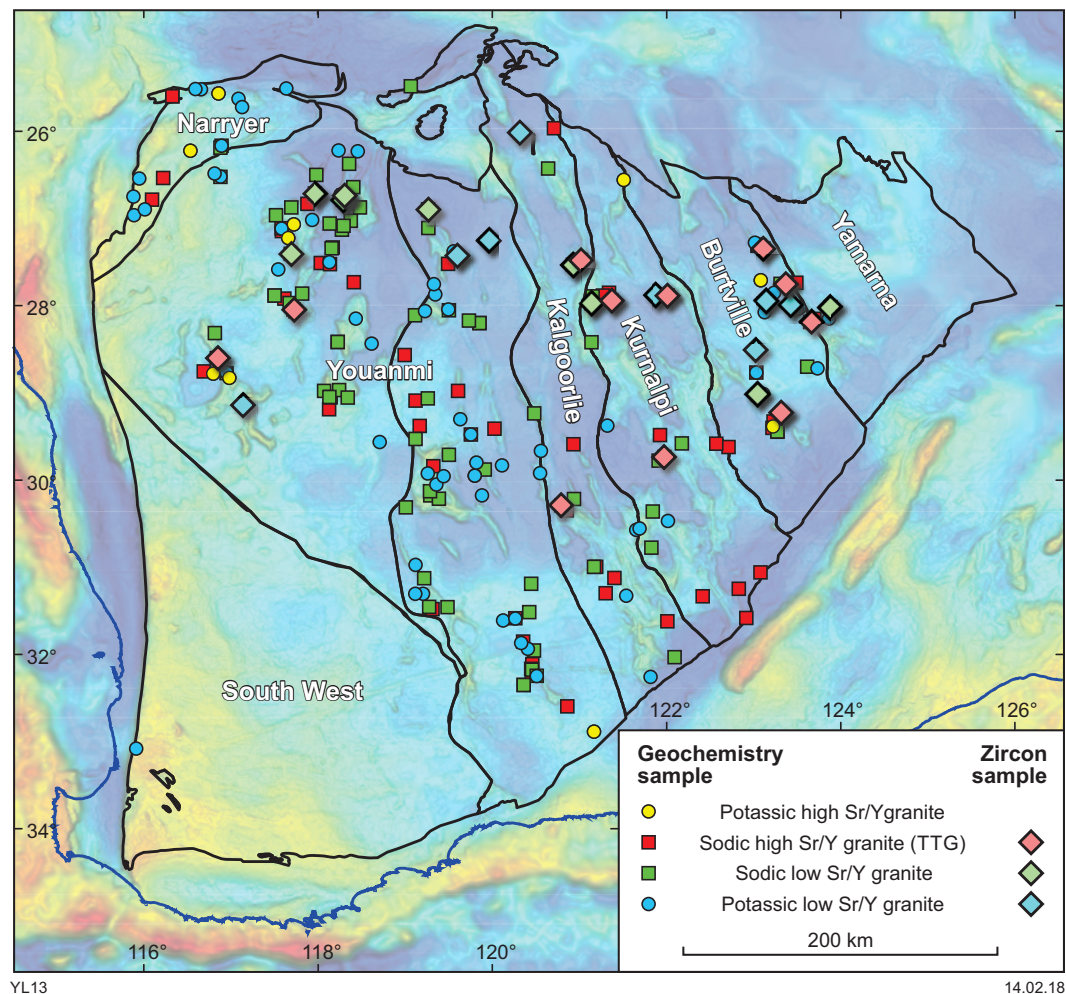 26°
28°
30°
32°
34°
Narryer
Youanmi
South West
Kalgoorlie
Kurnalpi
Burtville
Yamarna
122°
124°
126°
116°
118°
120°
Geochemistry
sample
Zircon
sample
Potassic high Sr/Ygranite
Sodic high Sr/Y granite (TTG)
Sodic low Sr/Y granite
Potassic low Sr/Y granite
200 km
YL13
14.02.18